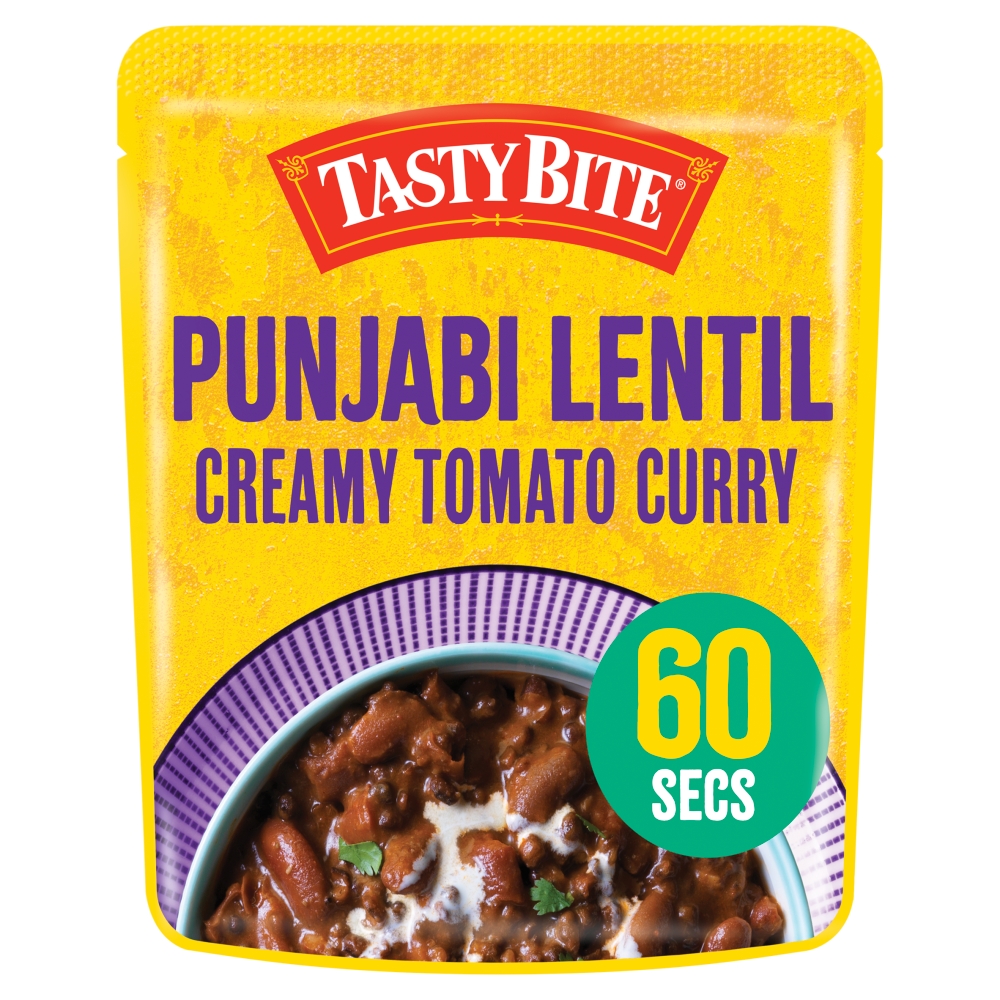 TASTY BITE®
PUNJABI LENTIL
CREAMY TOMATO CURRY
60
SECS